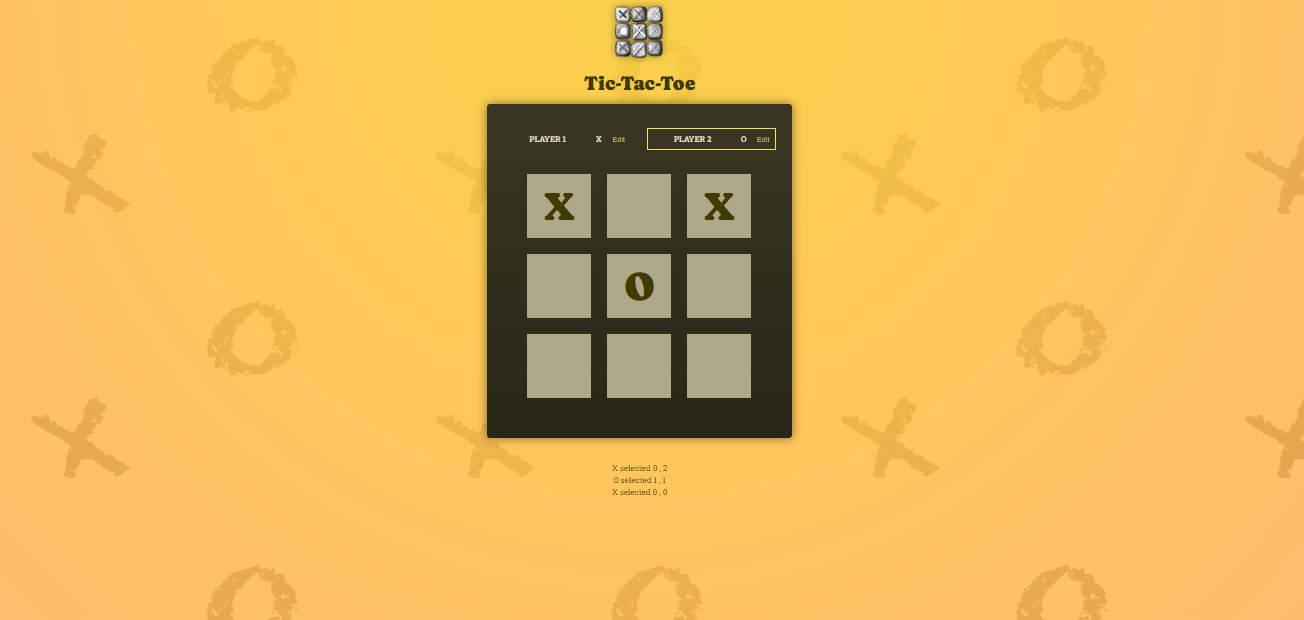 Tic-Tac-Toe
PLAYER 1 X Edit PLAYER 2 O Edit
X X
O
X selected 0 , 2
O selected 1 , 1
X selected 0 , 0